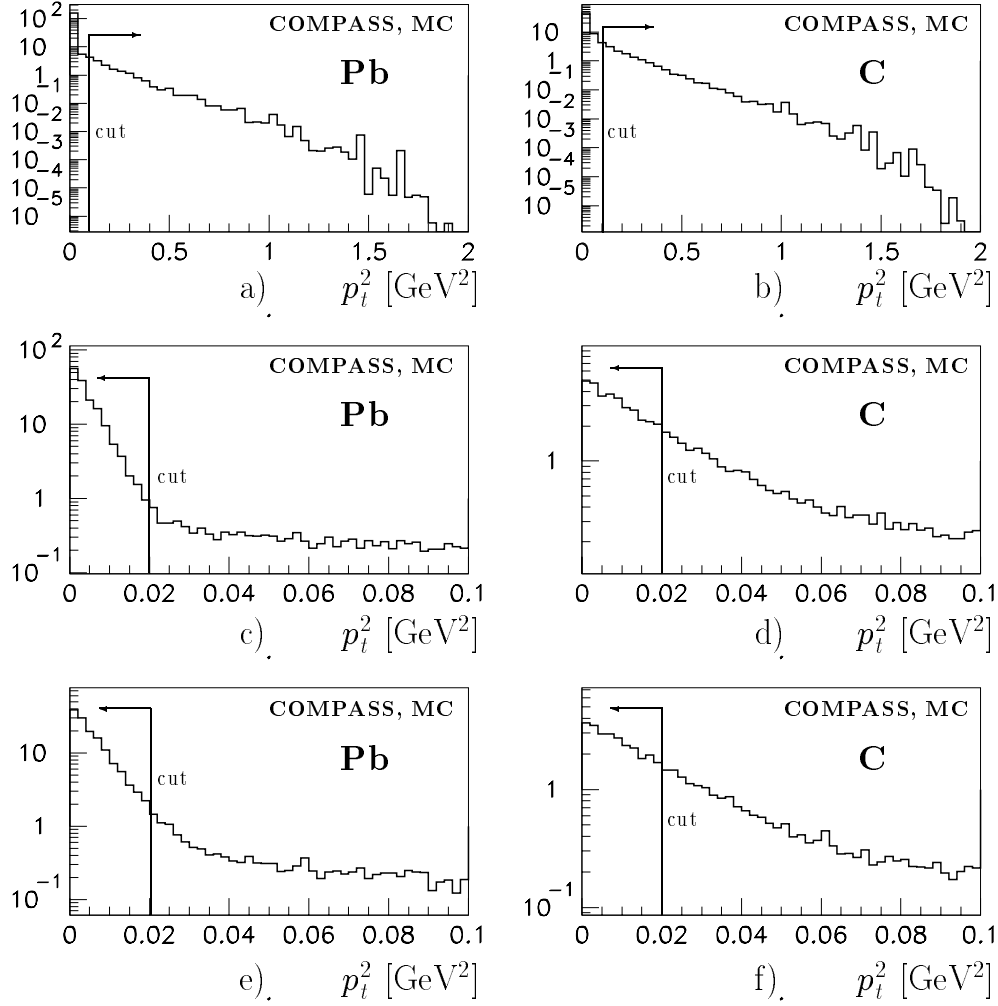 COMPASS, MC
Pb
cut
10²
10
1
10⁻¹
10⁻²
10⁻³
10⁻⁴
10⁻⁵
10
0 0.5 1 1.5 2
a) p_t² [GeV²]
COMPASS, MC
C
cut
10
1
10⁻¹
10⁻²
10⁻³
10⁻⁴
10⁻⁵
10
0 0.5 1 1.5 2
b) p_t² [GeV²]
COMPASS, MC
Pb
cut
10²
10
1
10⁻¹
0 0.02 0.04 0.06 0.08 0.1
c) p_t² [GeV²]
COMPASS, MC
C
cut
1
0 0.02 0.04 0.06 0.08 0.1
d) p_t² [GeV²]
COMPASS, MC
Pb
cut
10
1
10⁻¹
0 0.02 0.04 0.06 0.08 0.1
e) p_t² [GeV²]
COMPASS, MC
C
cut
1
10⁻¹
0 0.02 0.04 0.06 0.08 0.1
f) p_t² [GeV²]